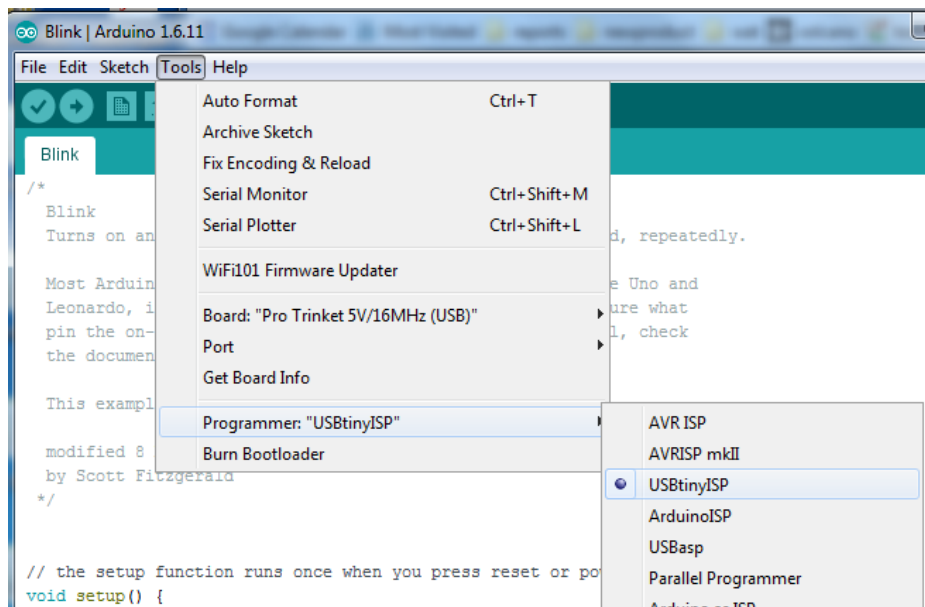 Blink | Arduino 1.6.11
File Edit Sketch Tools Help
Auto Format Ctrl+T
Archive Sketch
Fix Encoding & Reload
Serial Monitor Ctrl+Shift+M
Serial Plotter Ctrl+Shift+L
WiFi101 Firmware Updater
Board: "Pro Trinket 5V/16MHz (USB)"
Port
Get Board Info
Programmer: "USBtinyISP"
Burn Bootloader
AVR ISP
AVRISP mkII
USBtinyISP
ArduinoISP
USBasp
Parallel Programmer
Arduino as ISP
Blink
/*
Blink
Turns on an d, repeatedly.
Most Arduin e Uno and
Leonardo, i ure what
pin the on- l, check
the documen
This exampl
modified 8
by Scott Fitzgerald
*/
// the setup function runs once when you press reset or po
void setup() {